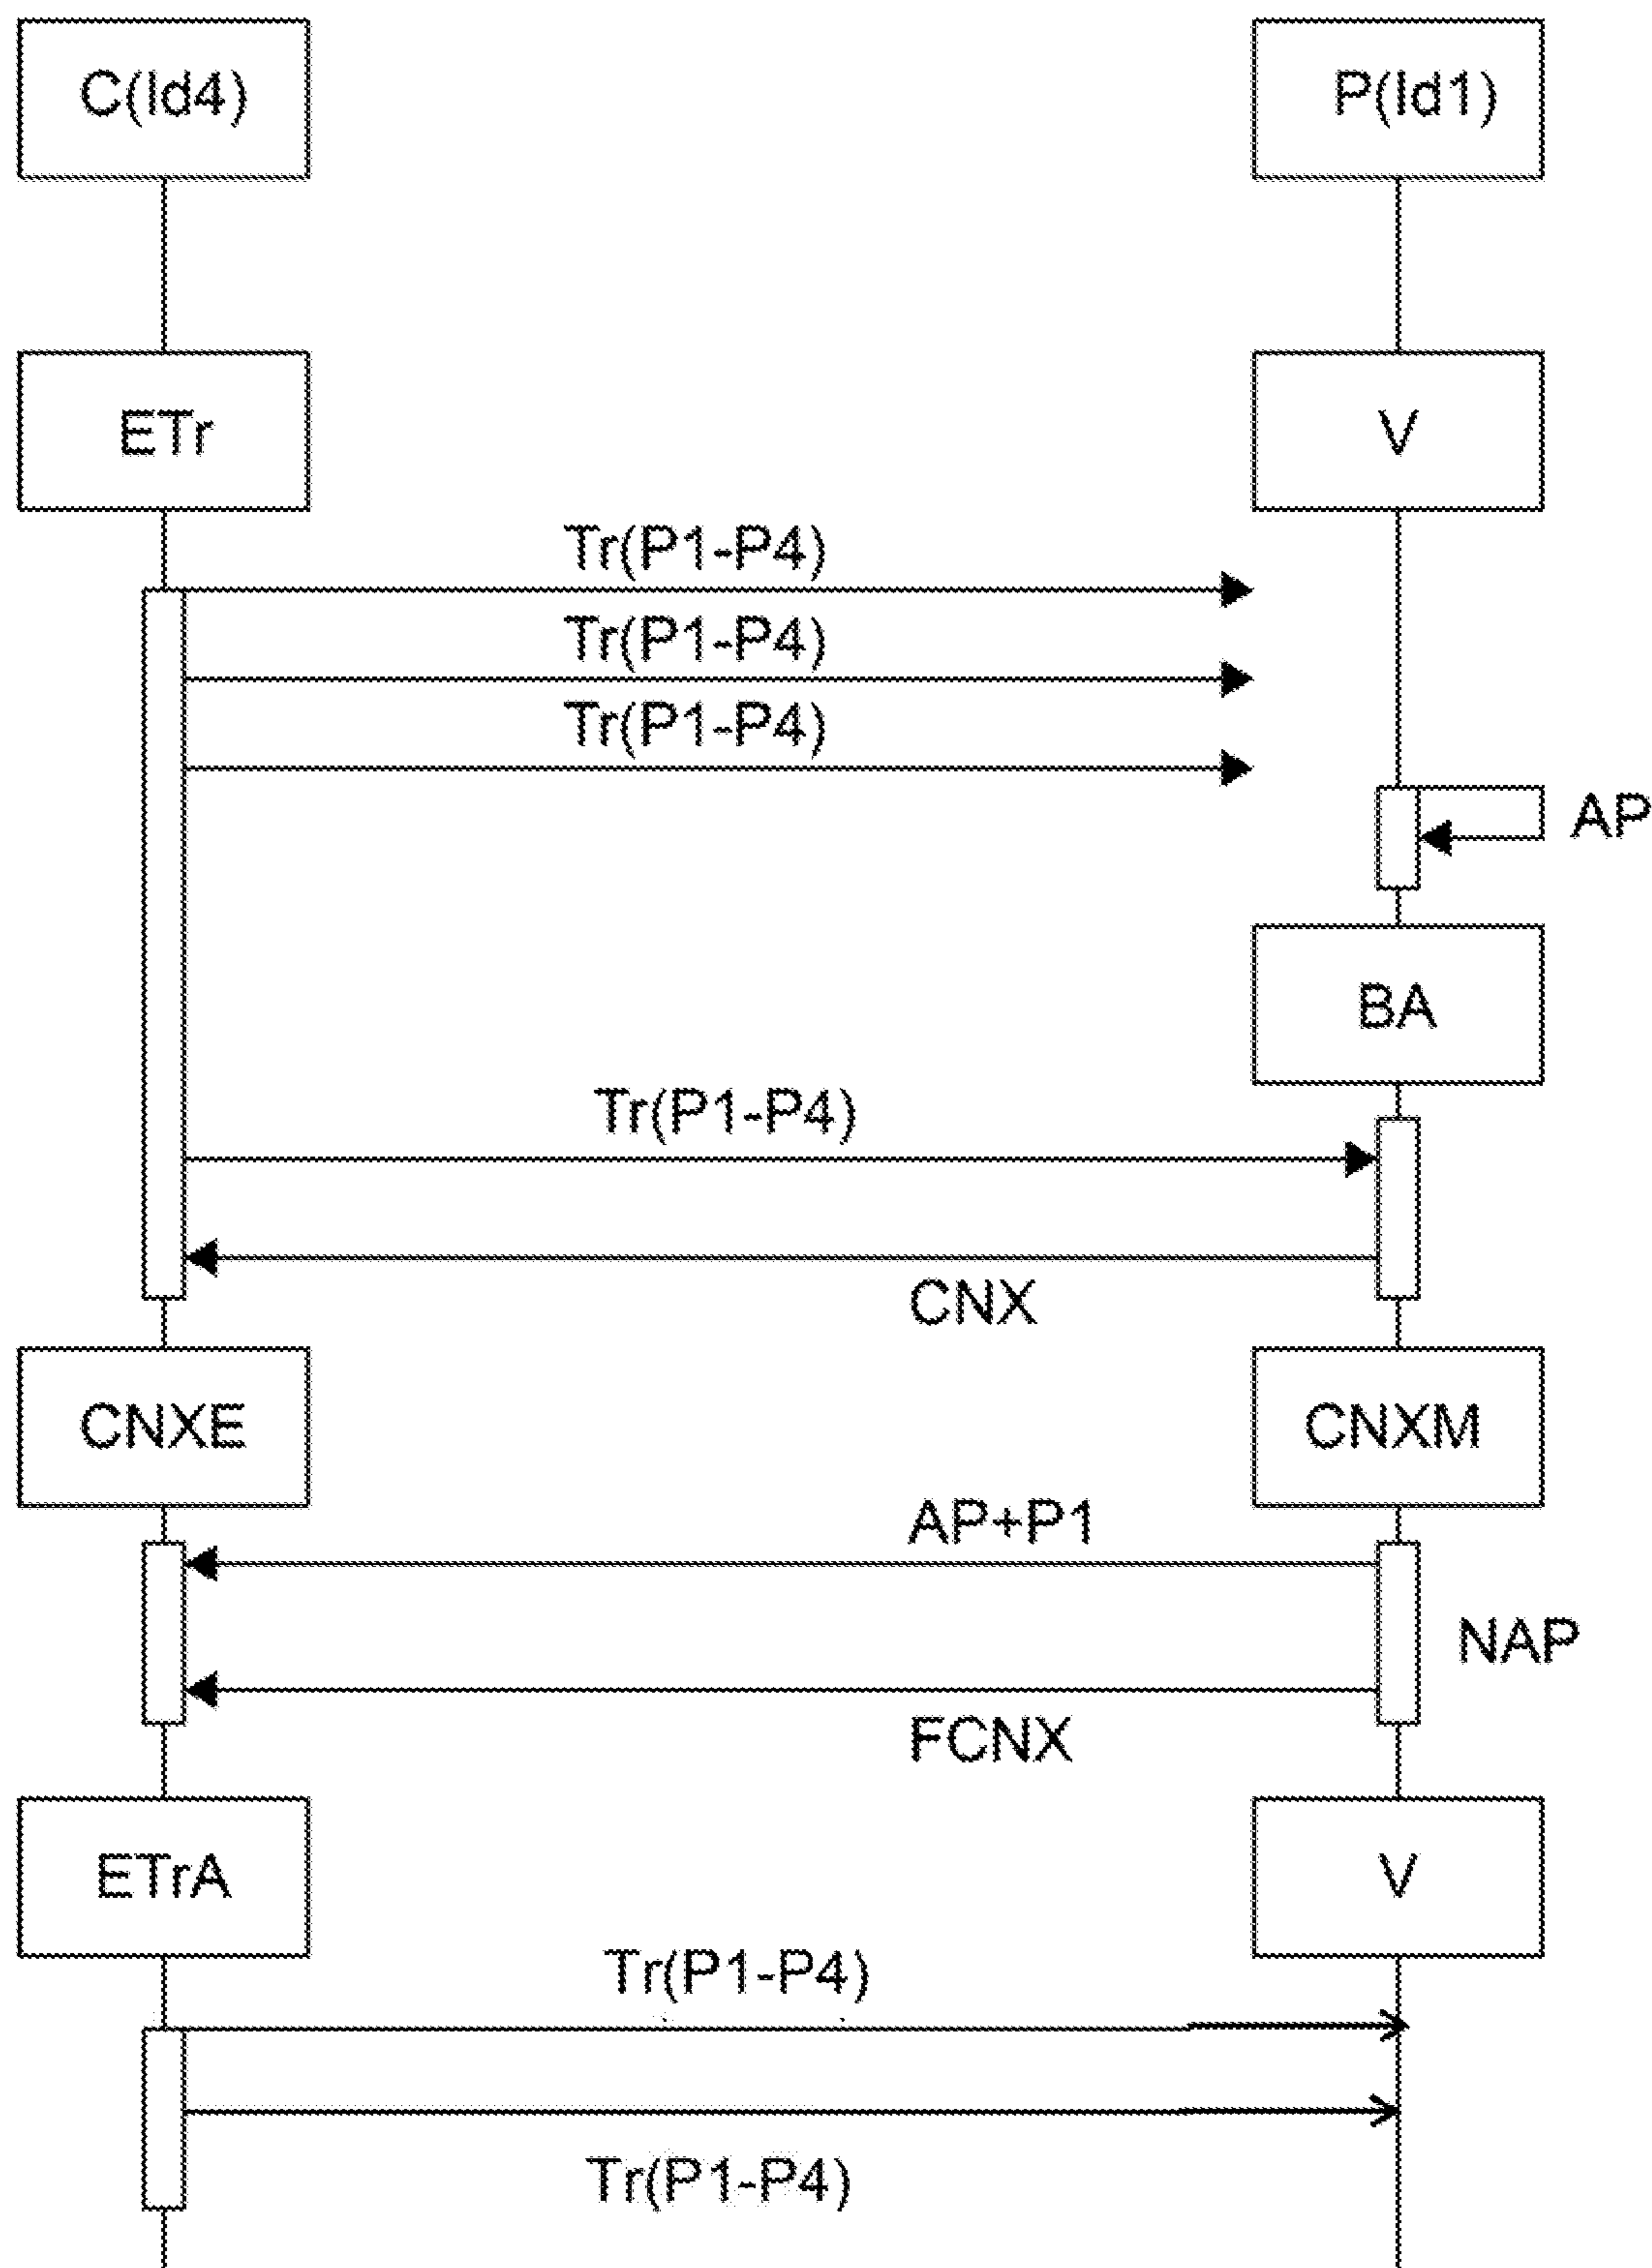 C(Id4)
P(Id1)
ETr
V
Tr(P1-P4)
Tr(P1-P4)
Tr(P1-P4)
AP
BA
Tr(P1-P4)
CNX
CNXE
CNXM
AP+P1
NAP
FCNX
ETrA
V
Tr(P1-P4)
Tr(P1-P4)